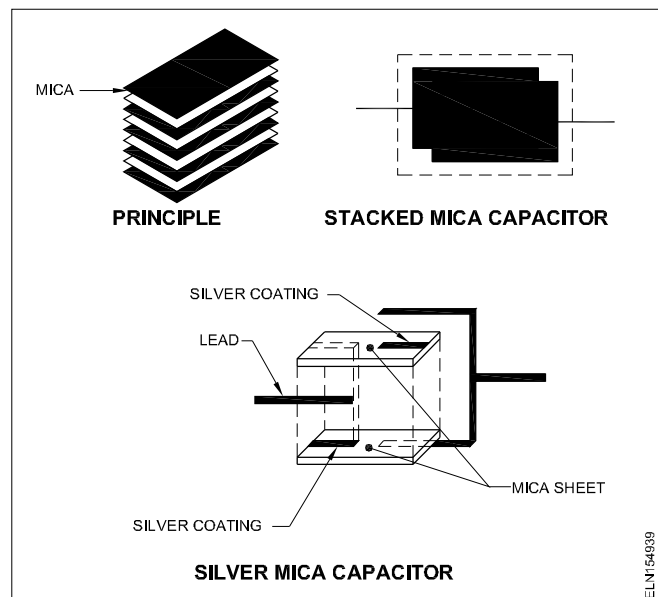 MICA
PRINCIPLE
STACKED MICA CAPACITOR
SILVER COATING
LEAD
MICA SHEET
SILVER COATING
SILVER MICA CAPACITOR
ELN154939